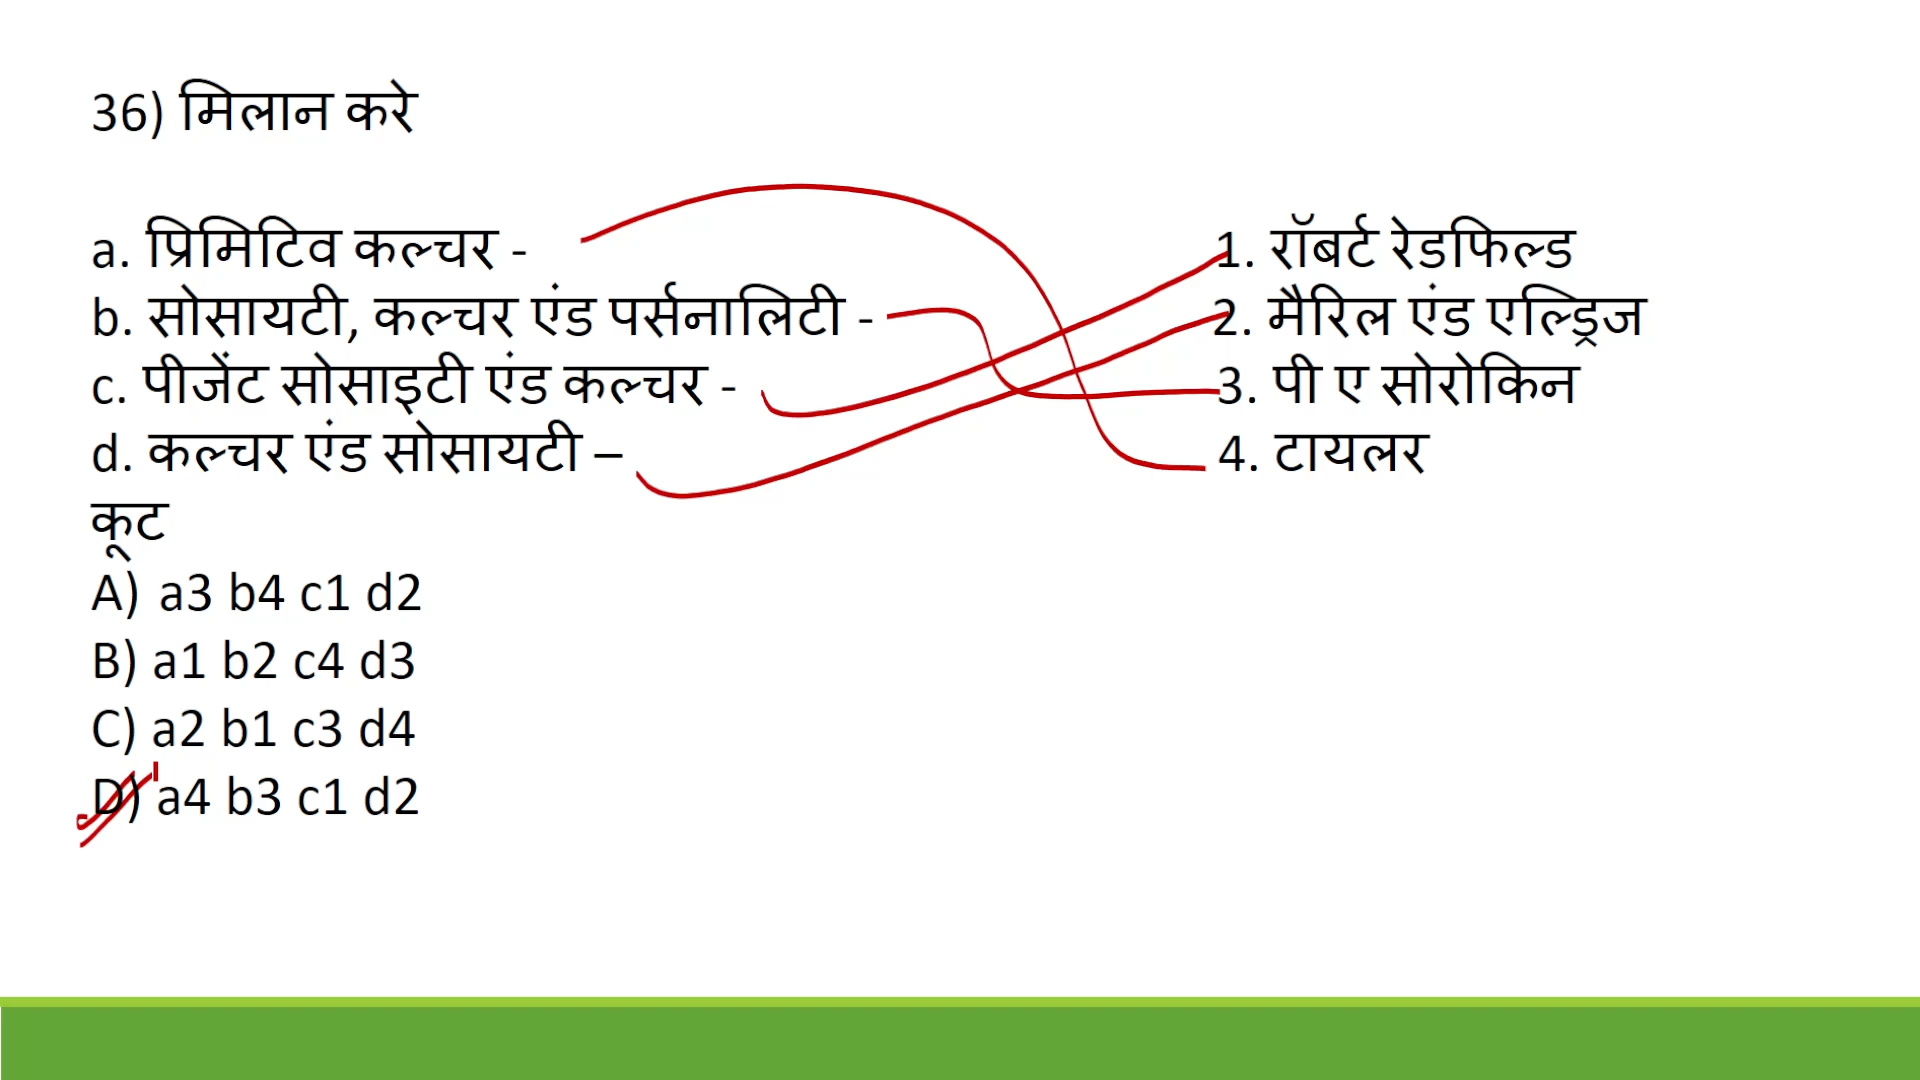 36) मिलान करे
a. प्रिमिटिव कल्चर - 1. रॉबर्ट रेडफिल्ड
b. सोसायटी, कल्चर एंड पर्सनालिटी - 2. मैरिल एंड एल्ड्रिज
c. पीजेंट सोसाइटी एंड कल्चर - 3. पी ए सोरोकिन
d. कल्चर एंड सोसायटी – 4. टायलर
कूट
A) a3 b4 c1 d2
B) a1 b2 c4 d3
C) a2 b1 c3 d4
D) a4 b3 c1 d2